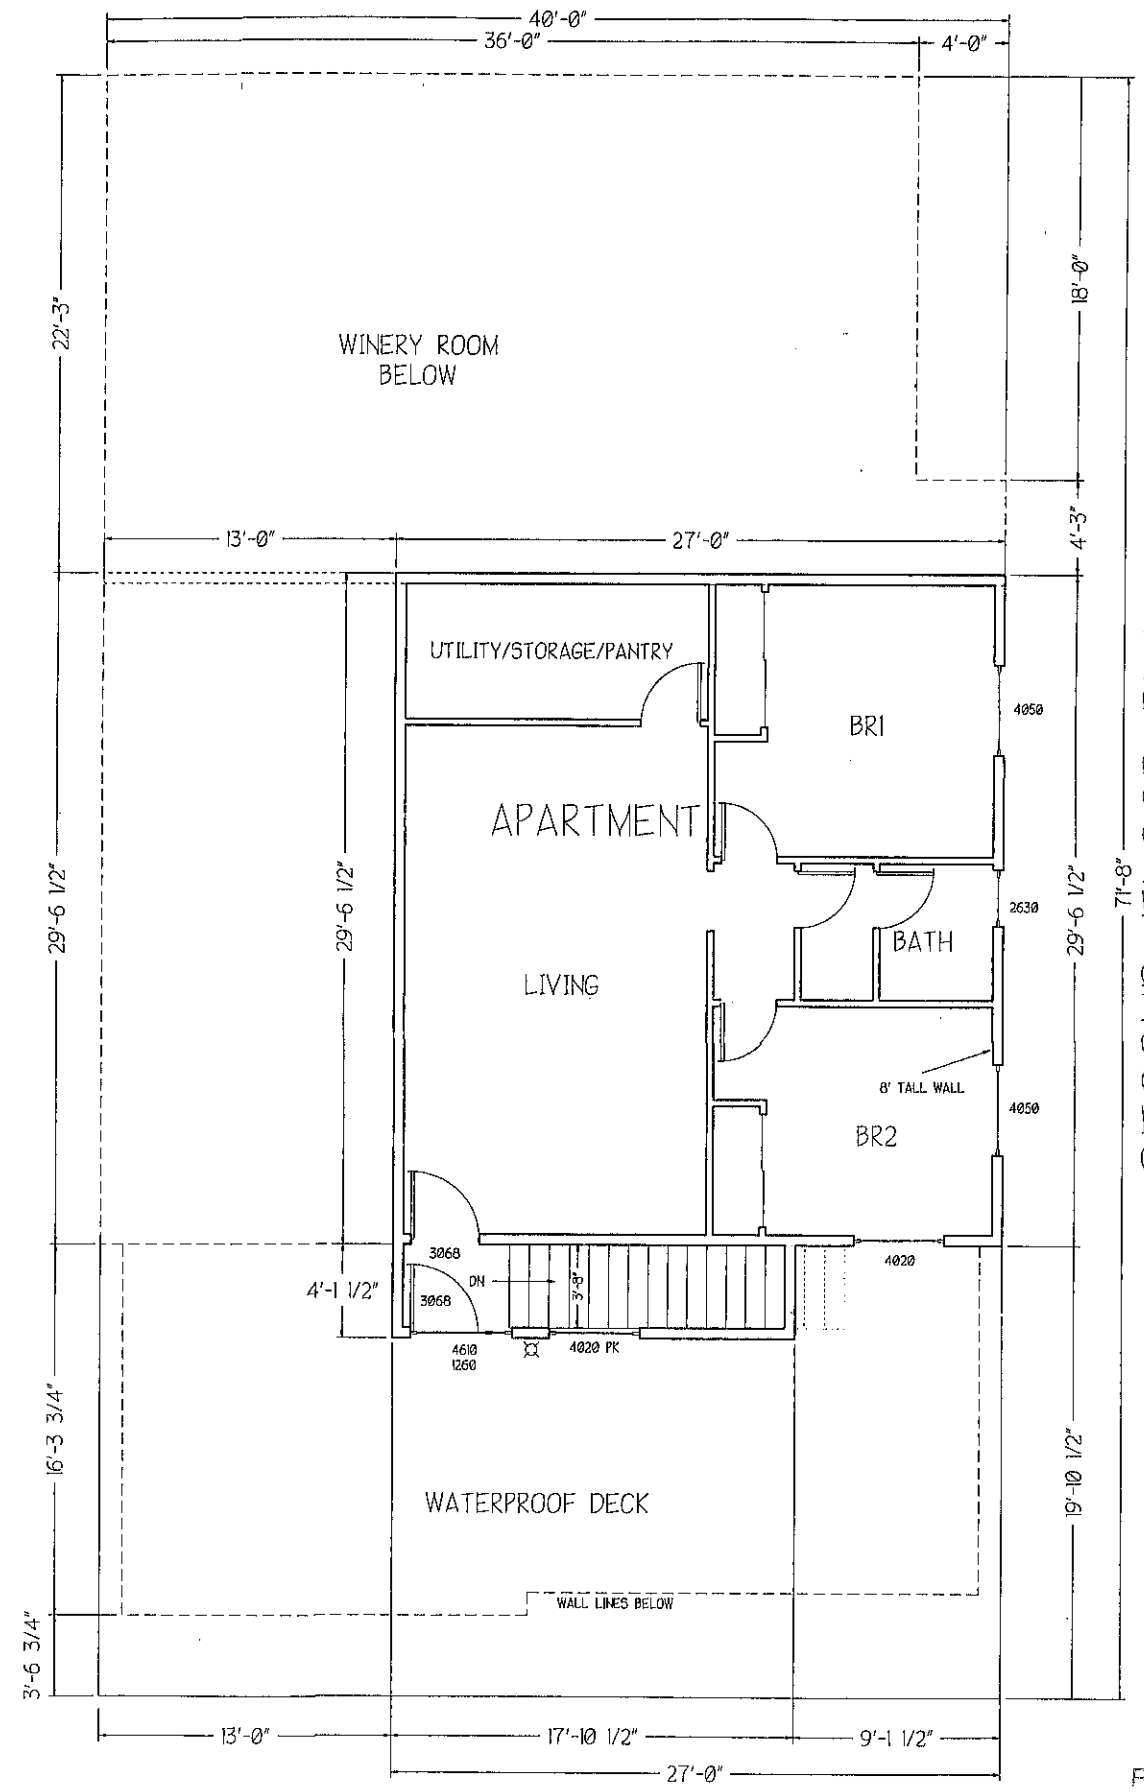 40'-0"
36'-0"
4'-0"
22'-3"
18'-0"
WINERY ROOM
BELOW
4'-3"
13'-0"
27'-0"
UTILITY/STORAGE/PANTRY
4050
BR1
APARTMENT
29'-6 1/2"
29'-6 1/2"
29'-6 1/2"
71'-8"
2630
BATH
LIVING
8' TALL WALL
4050
BR2
3068
4020
DN
3'-8"
4'-1 1/2"
3068
4610
1260
4020 PK
16'-3 3/4"
19'-10 1/2"
WATERPROOF DECK
WALL LINES BELOW
3'-6 3/4"
13'-0"
17'-10 1/2"
9'-1 1/2"
27'-0"